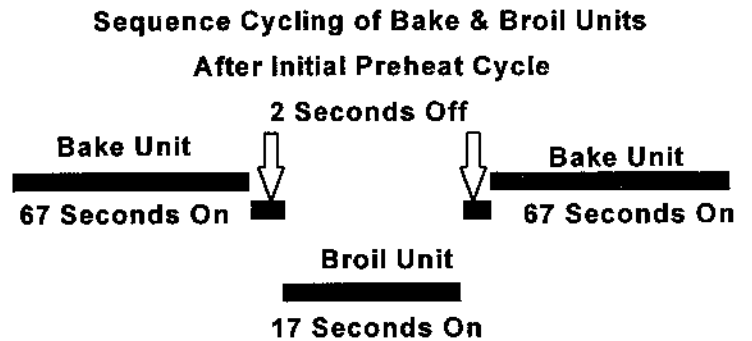 Sequence Cycling of Bake & Broil Units
After Initial Preheat Cycle
2 Seconds Off
Bake Unit
Bake Unit
67 Seconds On
67 Seconds On
Broil Unit
17 Seconds On